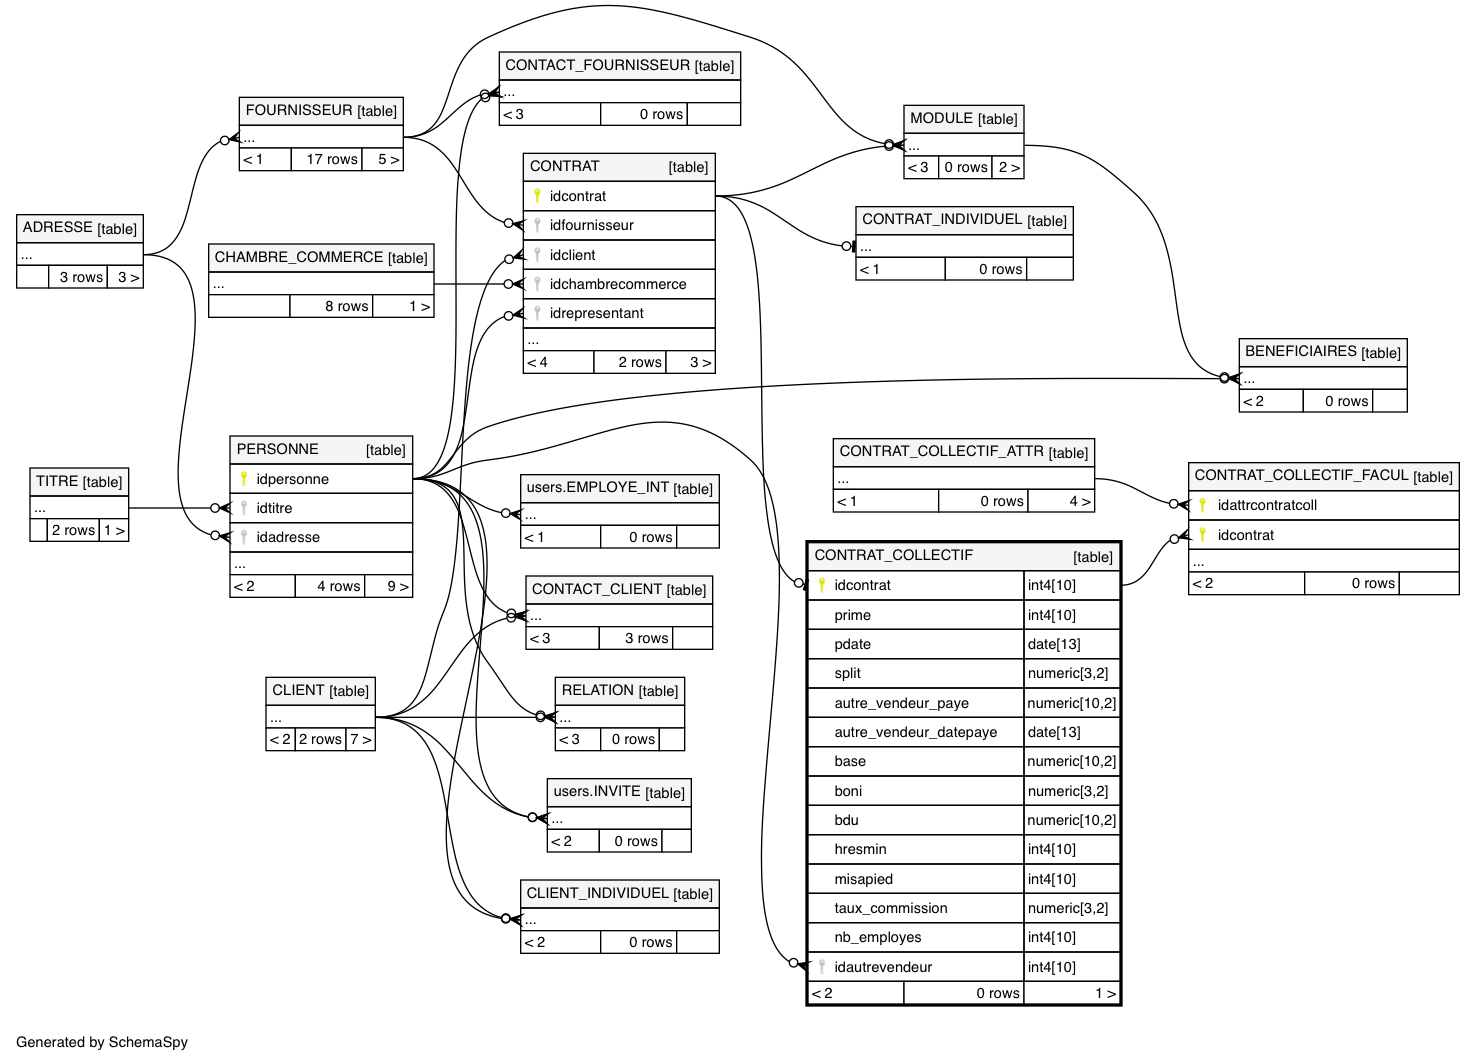 CONTACT_FOURNISSEUR [table]
...
< 3 0 rows
FOURNISSEUR [table]
...
< 1 17 rows 5 >
MODULE [table]
...
< 3 0 rows 2 >
CONTRAT [table]
idcontrat
idfournisseur
idclient
idchambrecommerce
idrepresentant
...
< 4 2 rows 3 >
ADRESSE [table]
...
3 rows 3 >
CONTRAT_INDIVIDUEL [table]
...
< 1 0 rows
CHAMBRE_COMMERCE [table]
...
8 rows 1 >
BENEFICIAIRES [table]
...
< 2 0 rows
PERSONNE [table]
idpersonne
idtitre
idadresse
...
< 2 4 rows 9 >
TITRE [table]
...
2 rows 1 >
CONTRAT_COLLECTIF_ATTR [table]
...
< 1 0 rows 4 >
CONTRAT_COLLECTIF_FACUL [table]
idattrcontratcoll
idcontrat
...
< 2 0 rows
users.EMPLOYE_INT [table]
...
< 1 0 rows
CONTRAT_COLLECTIF [table]
idcontrat int4[10]
prime int4[10]
pdate date[13]
split numeric[3,2]
autre_vendeur_paye numeric[10,2]
autre_vendeur_datepaye date[13]
base numeric[10,2]
boni numeric[3,2]
bdu numeric[10,2]
hresmin int4[10]
misapied int4[10]
taux_commission numeric[3,2]
nb_employes int4[10]
idautrevendeur int4[10]
< 2 0 rows 1 >
CONTACT_CLIENT [table]
...
< 3 3 rows
CLIENT [table]
...
< 2 2 rows 7 >
RELATION [table]
...
< 3 0 rows
users.INVITE [table]
...
< 2 0 rows
CLIENT_INDIVIDUEL [table]
...
< 2 0 rows
Generated by SchemaSpy